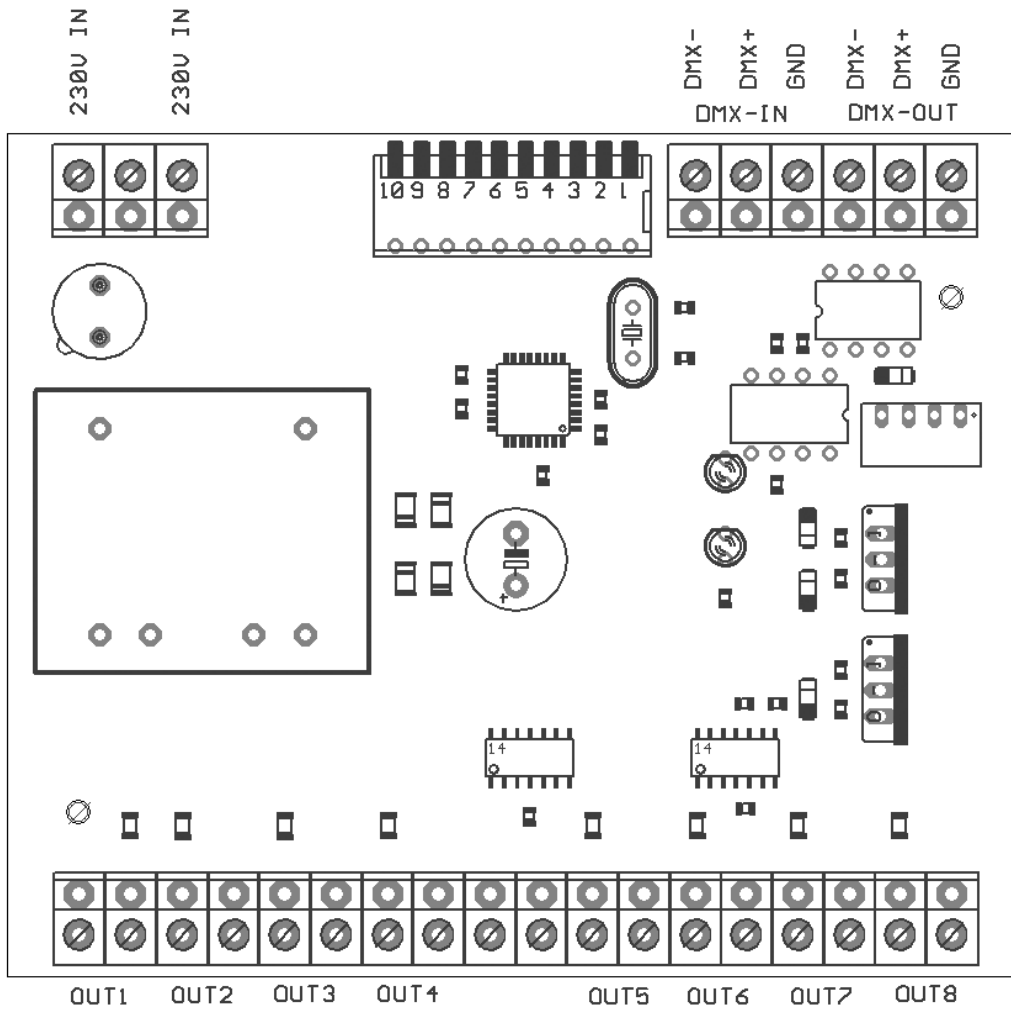 230V IN 230V IN DMX- DMX+ GND DMX- DMX+ GND
DMX-IN DMX-OUT
10 9 8 7 6 5 4 3 2 1
+
14 14
OUT1 OUT2 OUT3 OUT4 OUT5 OUT6 OUT7 OUT8